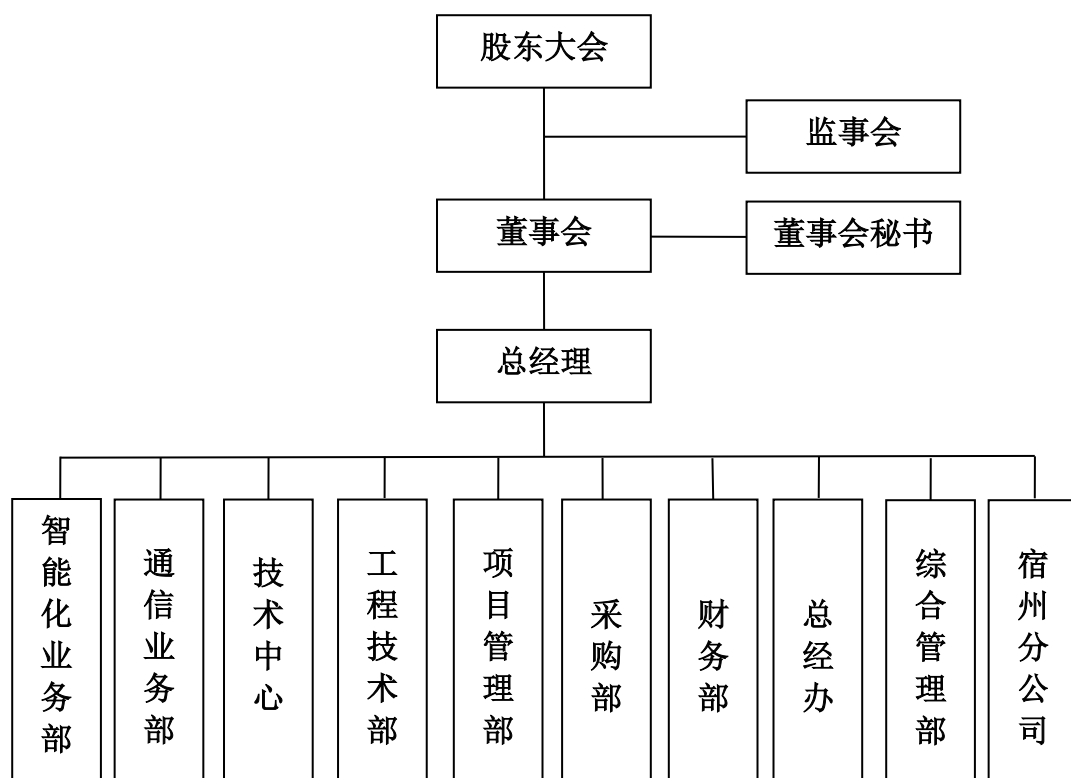 股东大会
监事会
董事会
董事会秘书
总经理
智能化业务部
通信业务部
技术中心
工程技术部
项目管理部
采购部
财务部
总经办
综合管理部
宿州分公司